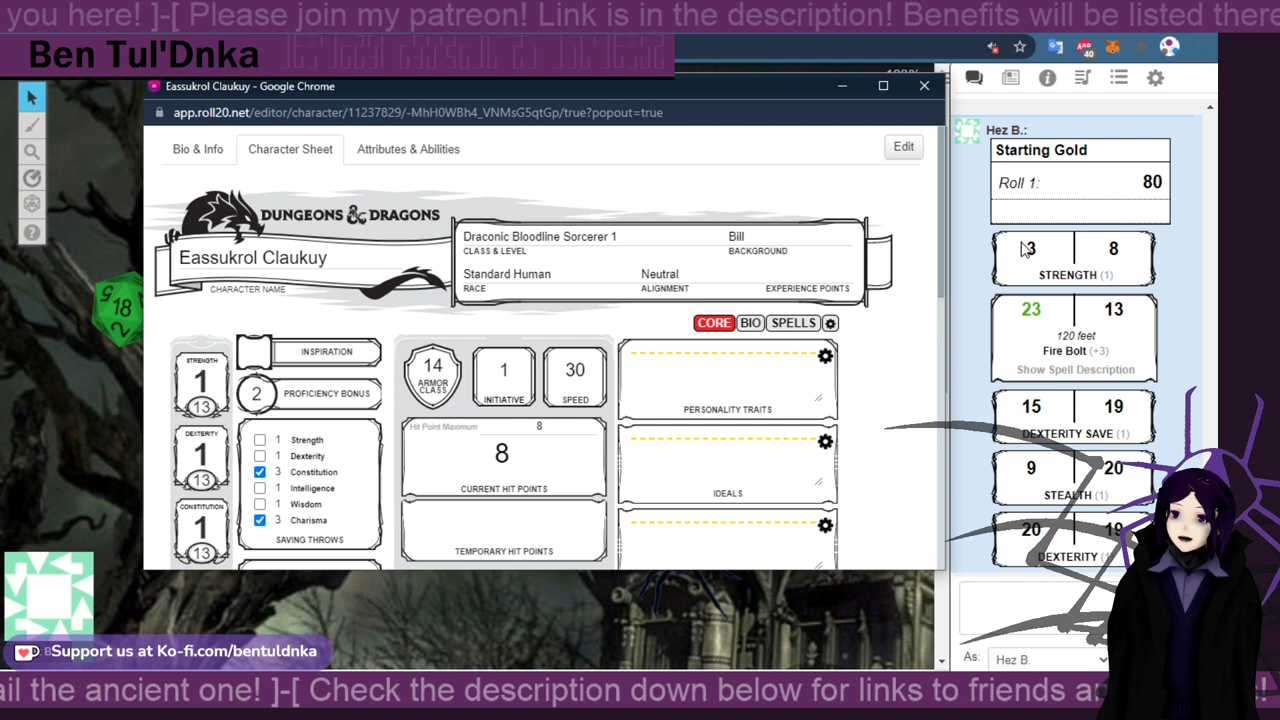 you here! ]-[ Please join my patreon! Link is in the description! Benefits will be listed there
Ben Tul'Dnka
Eassukrol Claukuy - Google Chrome
app.roll20.net/editor/character/11237829/-MhH0WBh4_VNMsG5qtGp/true?popout=true
Bio & Info
Character Sheet
Attributes & Abilities
Edit
DUNGEONS & DRAGONS
Eassukrol Claukuy
CHARACTER NAME
Draconic Bloodline Sorcerer 1
Bill
CLASS & LEVEL
BACKGROUND
Standard Human
Neutral
RACE
ALIGNMENT
EXPERIENCE POINTS
CORE
BIO
SPELLS
STRENGTH
1
13
DEXTERITY
1
13
CONSTITUTION
1
13
INSPIRATION
2
PROFICIENCY BONUS
1 Strength
1 Dexterity
3 Constitution
1 Intelligence
1 Wisdom
3 Charisma
SAVING THROWS
14
ARMOR
CLASS
1
INITIATIVE
30
SPEED
Hit Point Maximum 8
8
CURRENT HIT POINTS
TEMPORARY HIT POINTS
PERSONALITY TRAITS
IDEALS
40
Hez B.:
Starting Gold
Roll 1: 80
3 8
STRENGTH (1)
23 13
120 feet
Fire Bolt (+3)
Show Spell Description
15 19
DEXTERITY SAVE (1)
9 20
STEALTH (1)
20 19
DEXTERITY (1
As: Hez B.
5
18
2
Support us at Ko-fi.com/bentuldnka
ail the ancient one! ]-[ Check the description down below for links to friends a